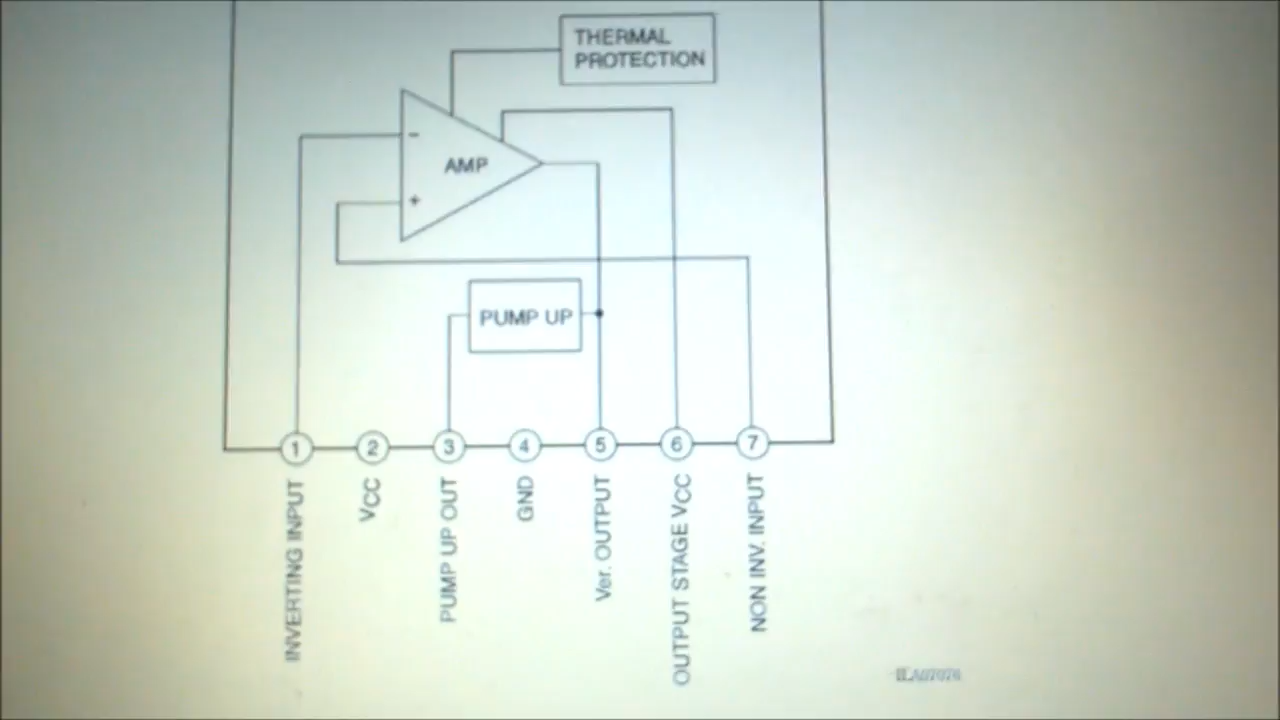 THERMAL
PROTECTION
−
AMP
+
PUMP UP
1
2
3
4
5
6
7
INVERTING INPUT
VCC
PUMP UP OUT
GND
Ver. OUTPUT
OUTPUT STAGE VCC
NON INV. INPUT